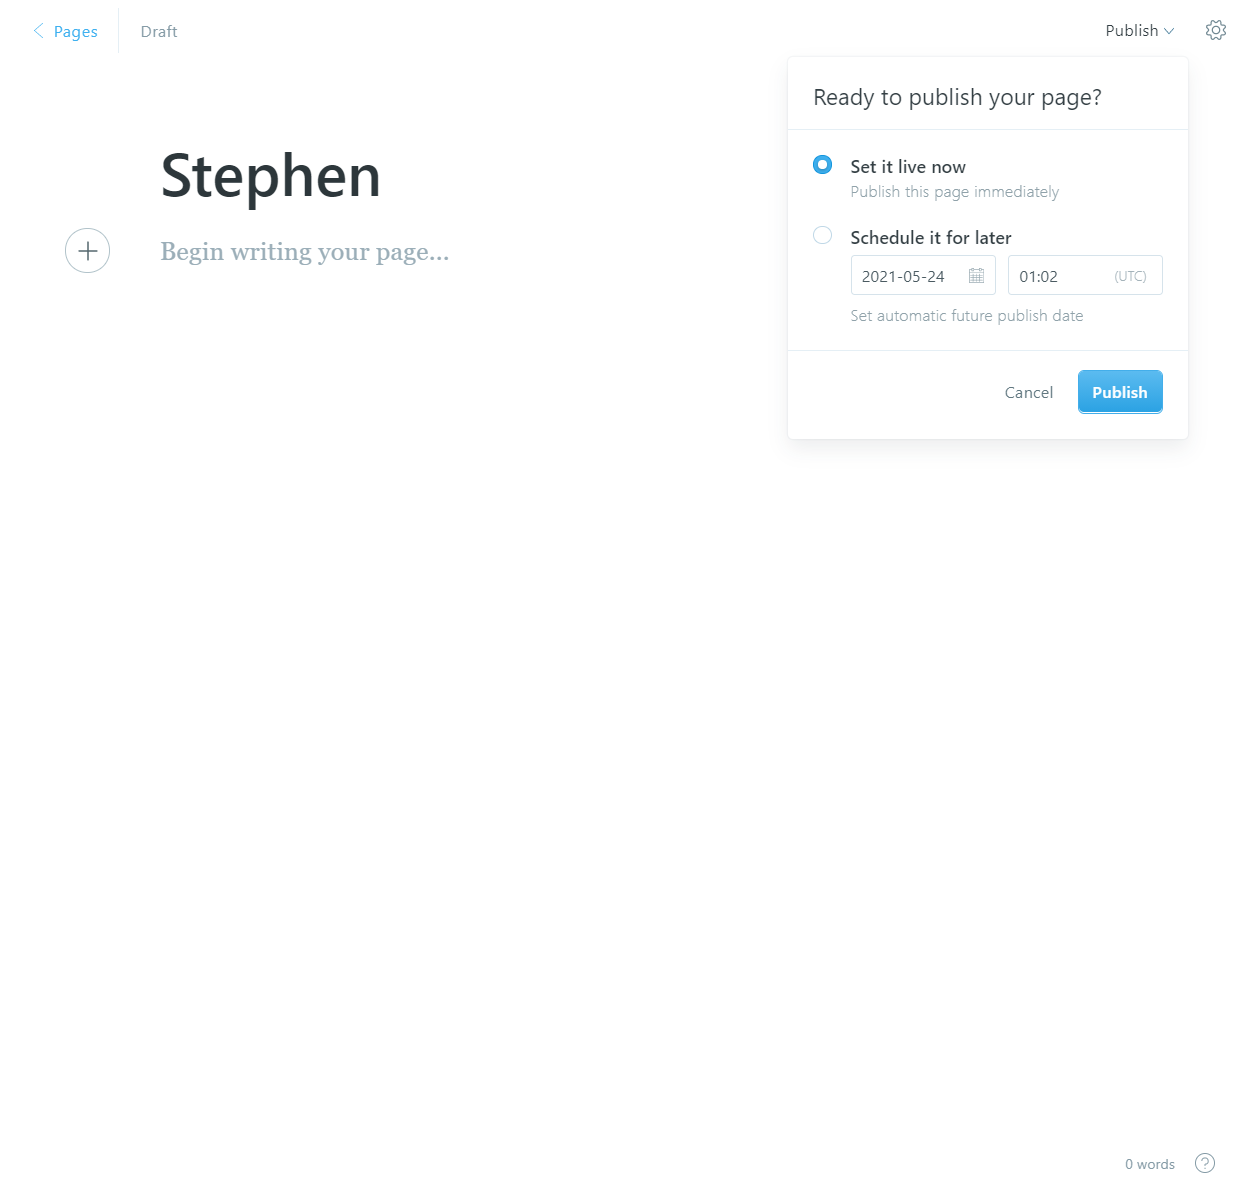 Pages
Draft
Publish
Ready to publish your page?
Stephen
Set it live now
Publish this page immediately
Begin writing your page...
Schedule it for later
2021-05-24
01:02
(UTC)
Set automatic future publish date
Cancel
Publish
0 words
?